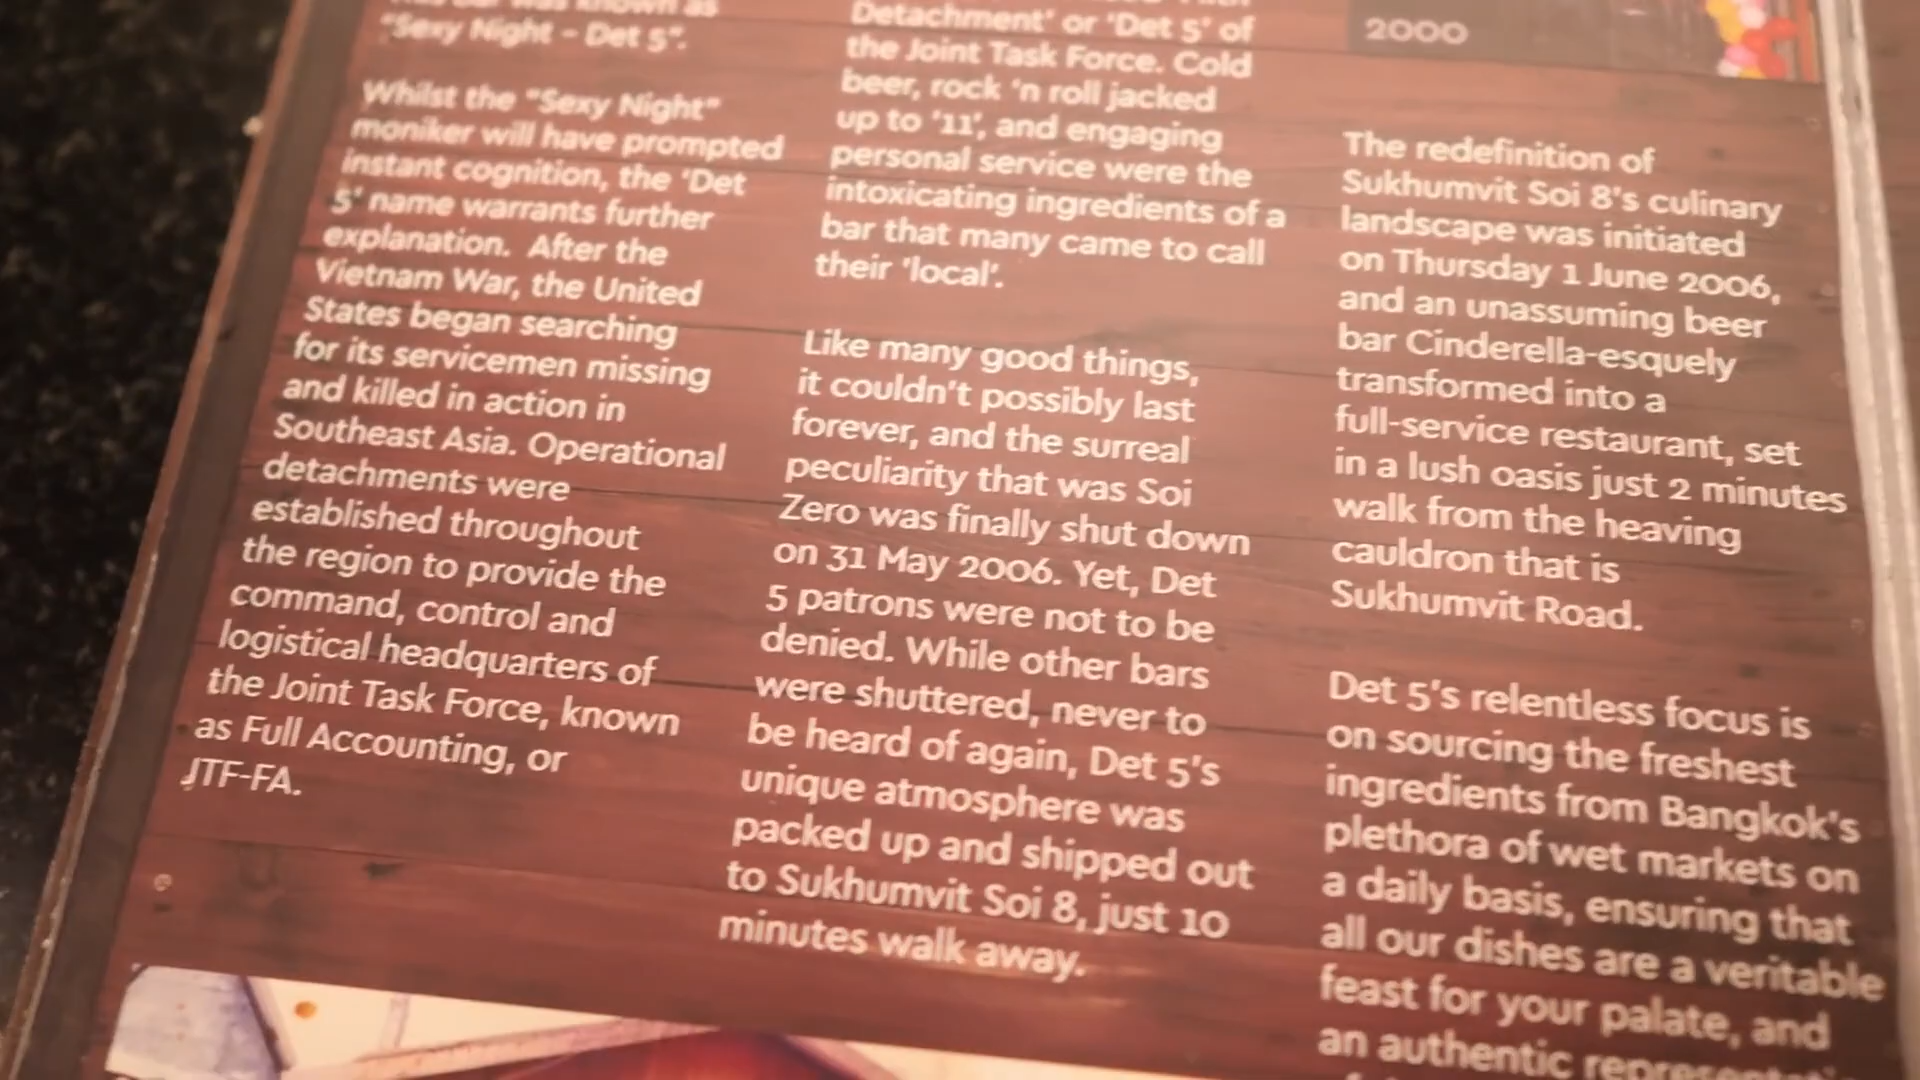 "Sexy Night - Det 5".
Whilst the "Sexy Night"
moniker will have prompted
instant cognition, the 'Det
5' name warrants further
explanation. After the
Vietnam War, the United
States began searching
for its servicemen missing
and killed in action in
Southeast Asia. Operational
detachments were
established throughout
the region to provide the
command, control and
logistical headquarters of
the Joint Task Force, known
as Full Accounting, or
JTF-FA.
Detachment' or 'Det 5' of
the Joint Task Force. Cold
beer, rock 'n roll jacked
up to '11', and engaging
personal service were the
intoxicating ingredients of a
bar that many came to call
their 'local'.
Like many good things,
it couldn't possibly last
forever, and the surreal
peculiarity that was Soi
Zero was finally shut down
on 31 May 2006. Yet, Det
5 patrons were not to be
denied. While other bars
were shuttered, never to
be heard of again, Det 5's
unique atmosphere was
packed up and shipped out
to Sukhumvit Soi 8, just 10
minutes walk away.
2000
The redefinition of
Sukhumvit Soi 8's culinary
landscape was initiated
on Thursday 1 June 2006,
and an unassuming beer
bar Cinderella-esquely
transformed into a
full-service restaurant, set
in a lush oasis just 2 minutes
walk from the heaving
cauldron that is
Sukhumvit Road.
Det 5's relentless focus is
on sourcing the freshest
ingredients from Bangkok's
plethora of wet markets on
a daily basis, ensuring that
all our dishes are a veritable
feast for your palate, and
an authentic